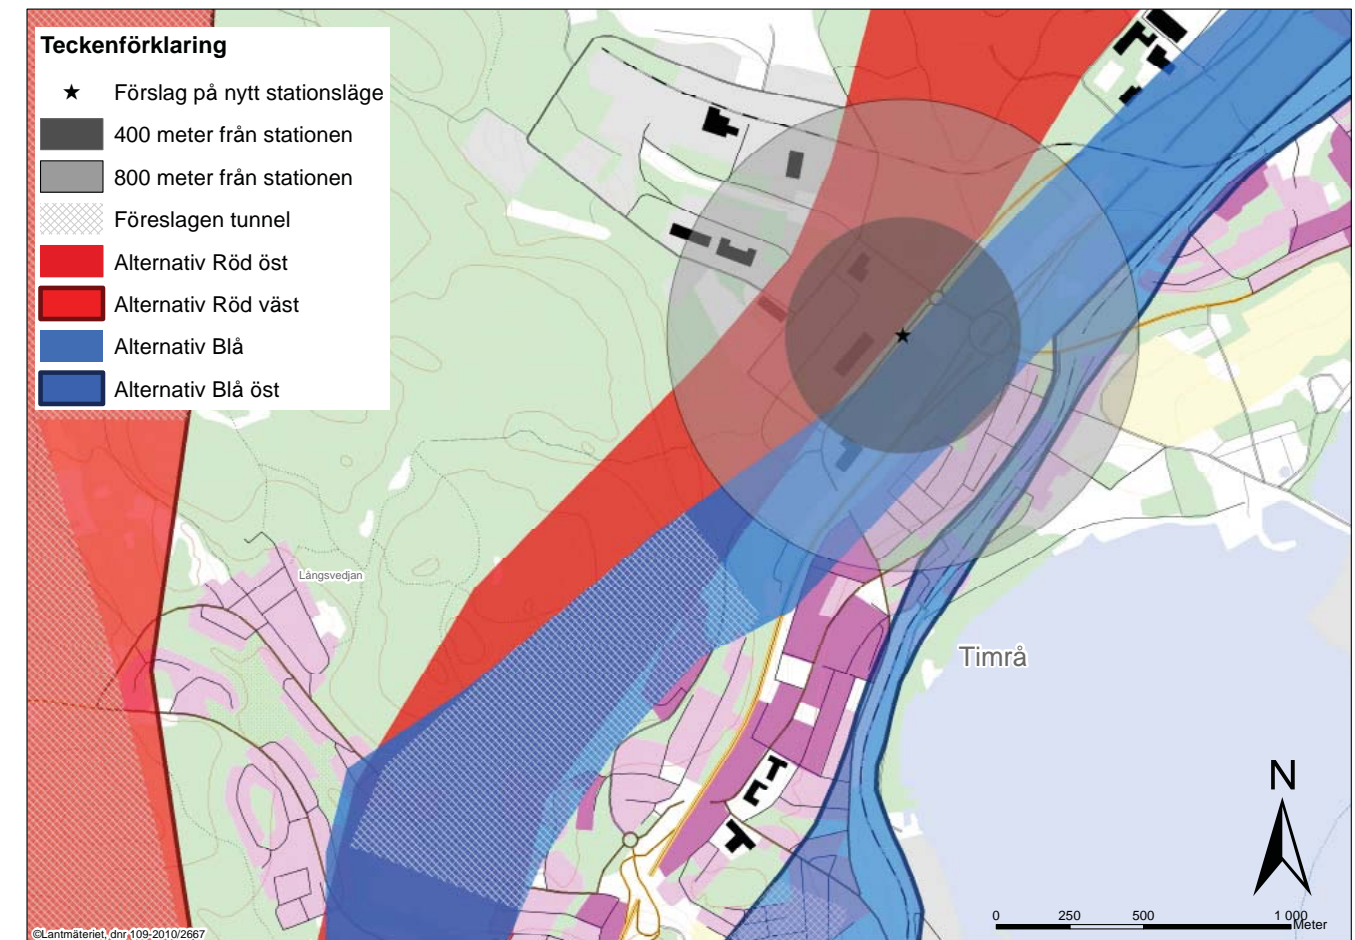 Teckenförklaring
Förslag på nytt stationsläge
400 meter från stationen
800 meter från stationen
Föreslagen tunnel
Alternativ Röd öst
Alternativ Röd väst
Alternativ Blå
Alternativ Blå öst
Långsvedjan
Timrå
N
0 250 500 1 000
Meter
©Lantmäteriet, dnr 109-2010/2667